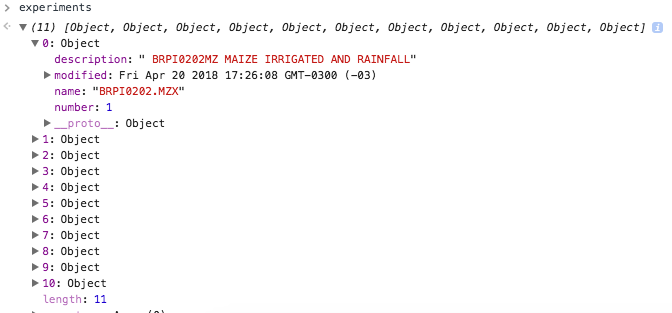 experiments
(11) [Object, Object, Object, Object, Object, Object, Object, Object, Object, Object, Object]
0: Object
description: " BRPI0202MZ MAIZE IRRIGATED AND RAINFALL"
modified: Fri Apr 20 2018 17:26:08 GMT-0300 (-03)
name: "BRPI0202.MZX"
number: 1
__proto__: Object
1: Object
2: Object
3: Object
4: Object
5: Object
6: Object
7: Object
8: Object
9: Object
10: Object
length: 11